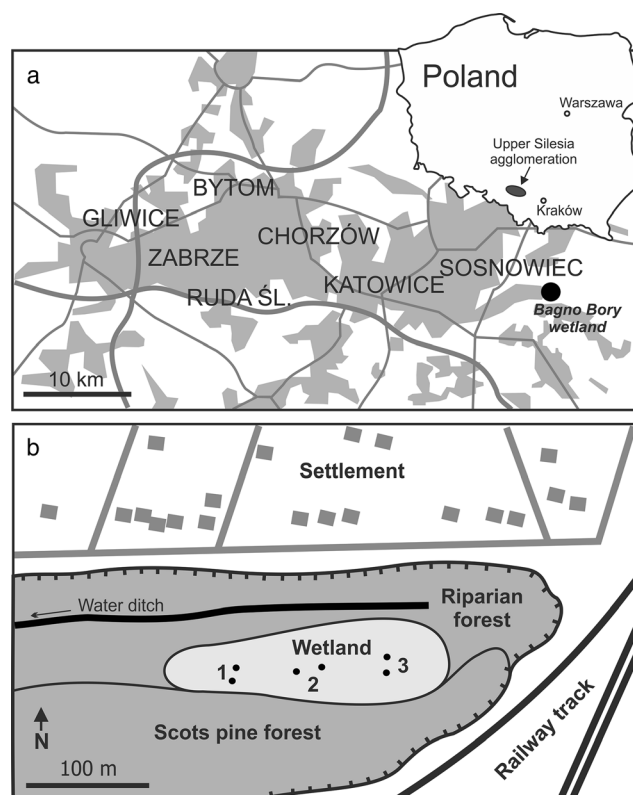 a
Poland
Warszawa
Upper Silesia
agglomeration
Kraków
BYTOM
GLIWICE
CHORZÓW
ZABRZE
SOSNOWIEC
KATOWICE
RUDA ŚL.
Bagno Bory
wetland
10 km
b
Settlement
Water ditch
Riparian
forest
Wetland
1
2
3
Scots pine forest
N
Railway track
100 m